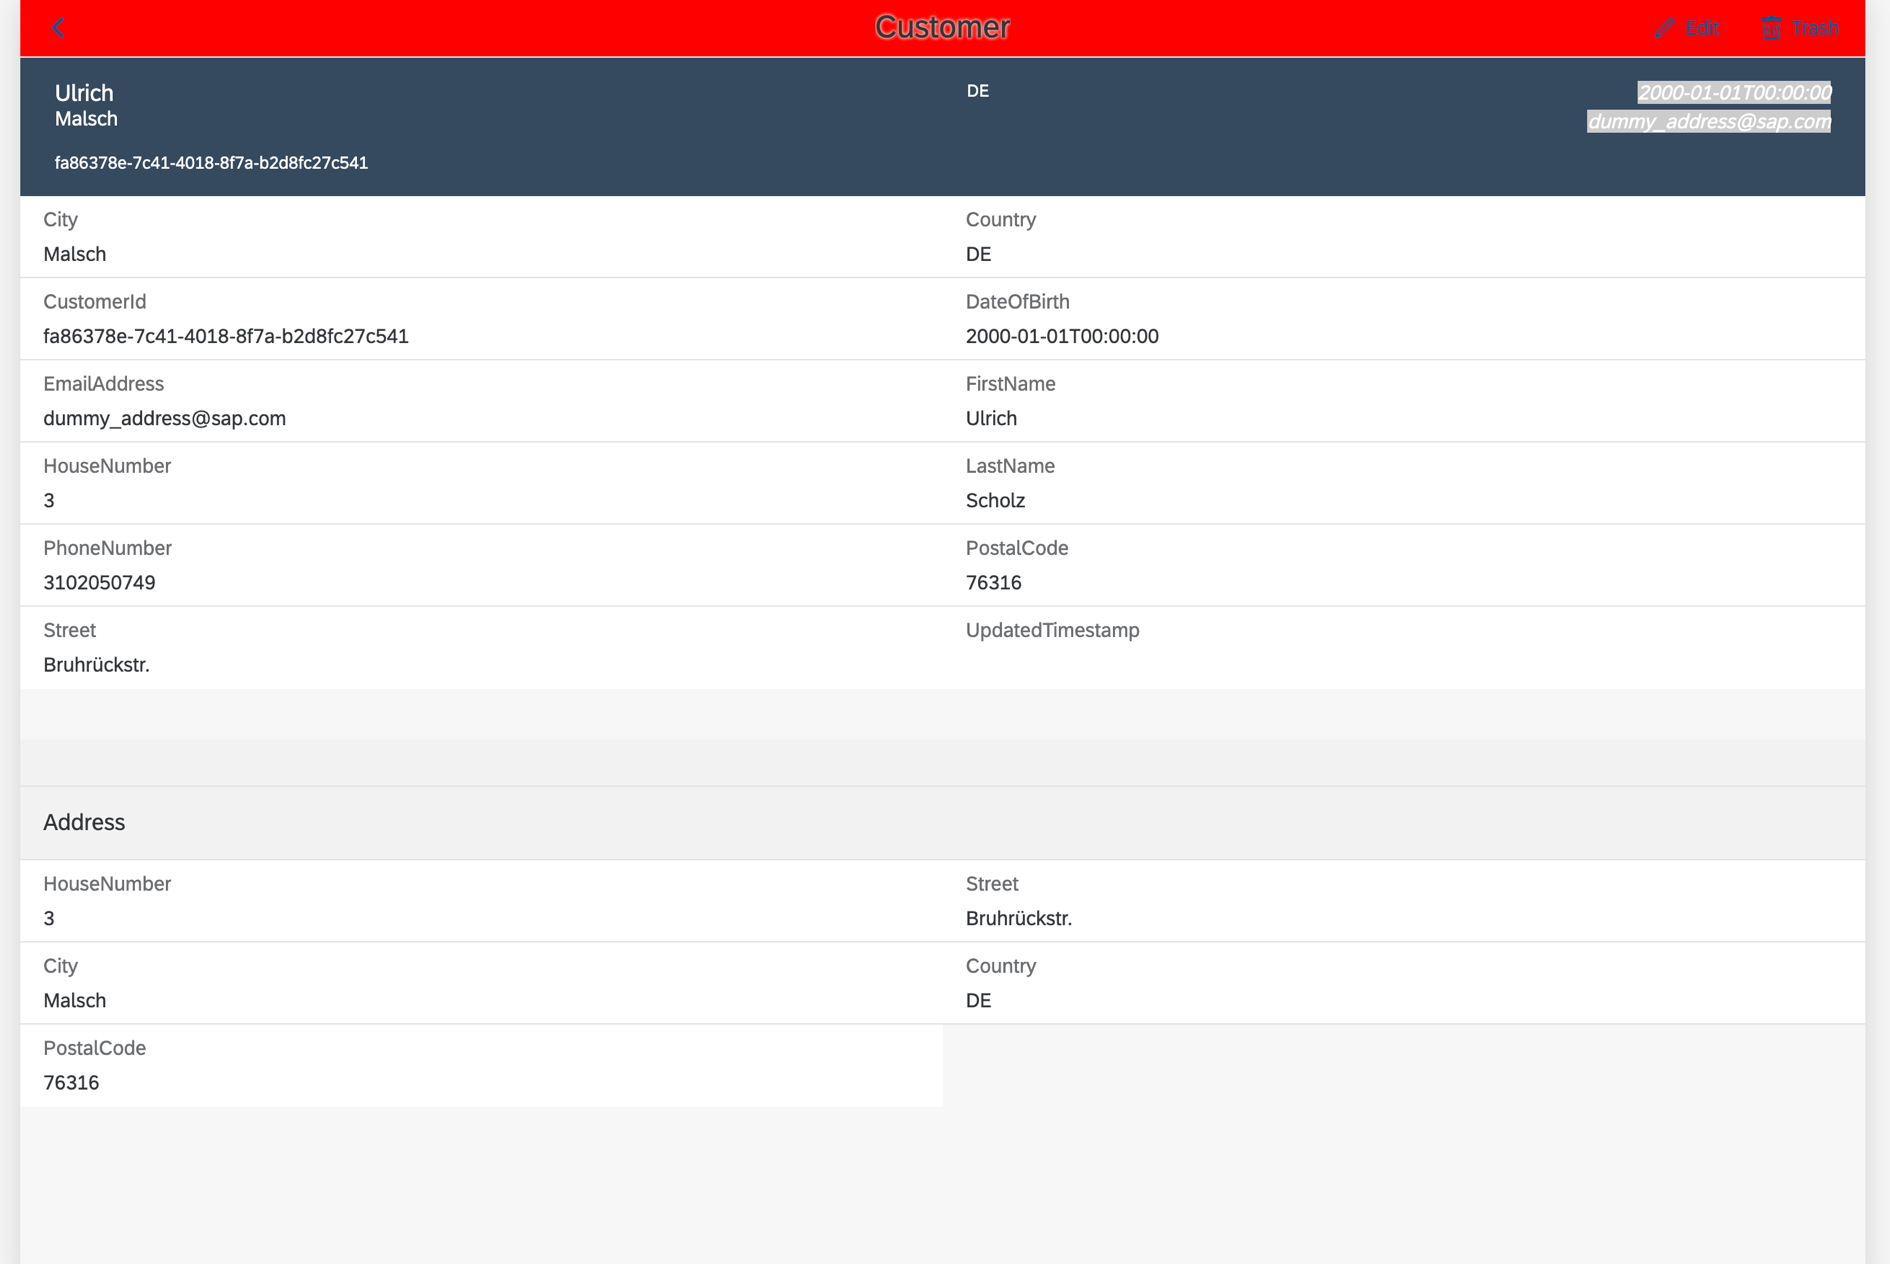 Customer
Edit
Trash
Ulrich
Malsch
fa86378e-7c41-4018-8f7a-b2d8fc27c541
DE
2000-01-01T00:00:00
dummy_address@sap.com
City
Malsch
Country
DE
CustomerId
fa86378e-7c41-4018-8f7a-b2d8fc27c541
DateOfBirth
2000-01-01T00:00:00
EmailAddress
dummy_address@sap.com
FirstName
Ulrich
HouseNumber
3
LastName
Scholz
PhoneNumber
3102050749
PostalCode
76316
Street
Bruhrückstr.
UpdatedTimestamp
Address
HouseNumber
3
Street
Bruhrückstr.
City
Malsch
Country
DE
PostalCode
76316